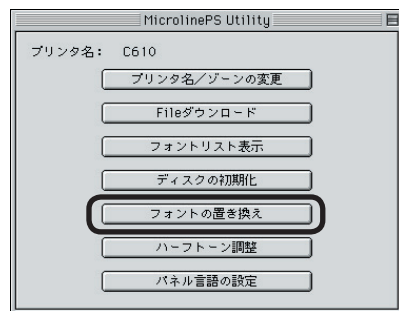 MicrolinePS Utility
プリンタ名： C610
プリンタ名／ゾーンの変更
Fileダウンロード
フォントリスト表示
ディスクの初期化
フォントの置き換え
ハーフトーン調整
パネル言語の設定